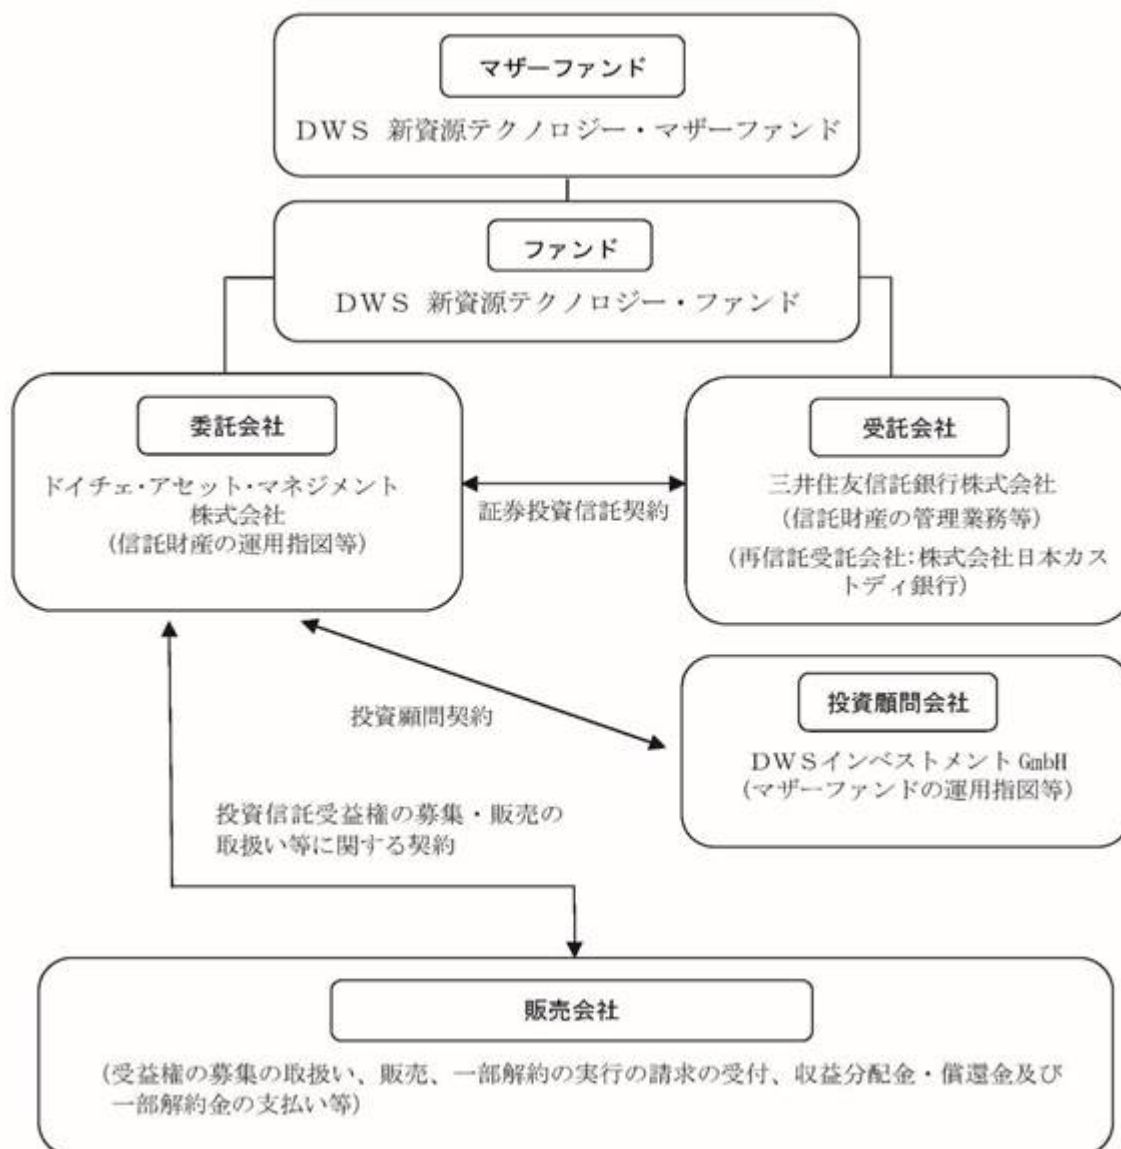 マザーファンド
DWS 新資源テクノロジー・マザーファンド
ファンド
DWS 新資源テクノロジー・ファンド
委託会社
ドイチェ・アセット・マネジメント
株式会社
(信託財産の運用指図等)
証券投資信託契約
受託会社
三井住友信託銀行株式会社
(信託財産の管理業務等)
(再信託受託会社:株式会社日本カス
トディ銀行)
投資顧問契約
投資顧問会社
DWSインベストメント GmbH
(マザーファンドの運用指図等)
投資信託受益権の募集・販売の
取扱い等に関する契約
販売会社
(受益権の募集の取扱い、販売、一部解約の実行の請求の受付、収益分配金・償還金及び
一部解約金の支払い等)